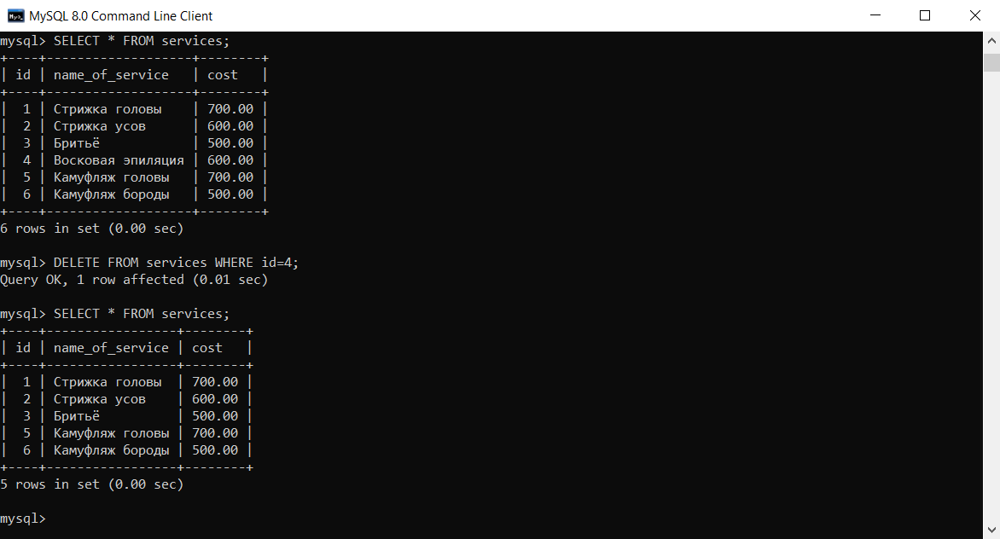 MySQL 8.0 Command Line Client
mysql> SELECT * FROM services;
+----+-------------------+--------+
| id | name_of_service   | cost   |
+----+-------------------+--------+
|  1 | Стрижка головы    | 700.00 |
|  2 | Стрижка усов      | 600.00 |
|  3 | Бритьё            | 500.00 |
|  4 | Восковая эпиляция | 600.00 |
|  5 | Камуфляж головы   | 700.00 |
|  6 | Камуфляж бороды   | 500.00 |
+----+-------------------+--------+
6 rows in set (0.00 sec)
mysql> DELETE FROM services WHERE id=4;
Query OK, 1 row affected (0.01 sec)
mysql> SELECT * FROM services;
+----+-----------------+--------+
| id | name_of_service | cost   |
+----+-----------------+--------+
|  1 | Стрижка головы  | 700.00 |
|  2 | Стрижка усов    | 600.00 |
|  3 | Бритьё          | 500.00 |
|  5 | Камуфляж головы | 700.00 |
|  6 | Камуфляж бороды | 500.00 |
+----+-----------------+--------+
5 rows in set (0.00 sec)
mysql>